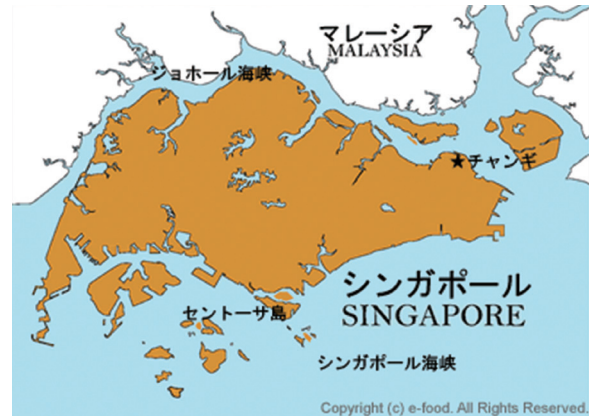 マレーシア
MALAYSIA
ジョホール海峡
★チャンギ
シンガポール
SINGAPORE
セントーサ島
シンガポール海峡
Copyright (c) e-food. All Rights Reserved.